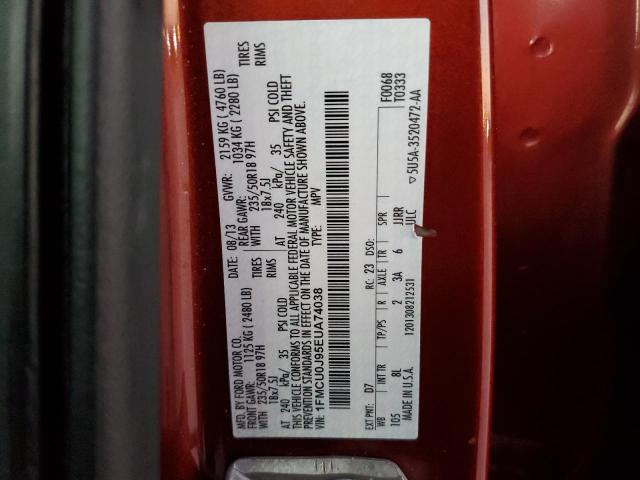 MFD. BY FORD MOTOR CO. DATE: 08/13 GVWR: 2159 KG ( 4760 LB)
FRONT GAWR: 1125 KG ( 2480 LB) REAR GAWR: 1034 KG ( 2280 LB)
235/50R18 97H TIRES WITH 235/50R18 97H TIRES
18x7.5J RIMS 18x7.5J RIMS
AT 240 kPa/ 35 PSI COLD AT 240 kPa/ 35 PSI COLD
THIS VEHICLE CONFORMS TO ALL APPLICABLE FEDERAL MOTOR VEHICLE SAFETY AND THEFT
PREVENTION STANDARDS IN EFFECT ON THE DATE OF MANUFACTURE SHOWN ABOVE.
VIN: 1FMCU0J95EUA74038 TYPE: MPV
F0068
T0333
EXT PNT: D7 RC: 23 DSO:
WB INT TR TP/PS R AXLE TR SPR
105 8L 2 3A 6 JJRR
ULC
MADE IN U.S.A. 1201308212531 ▽5U5A-3520472-AA